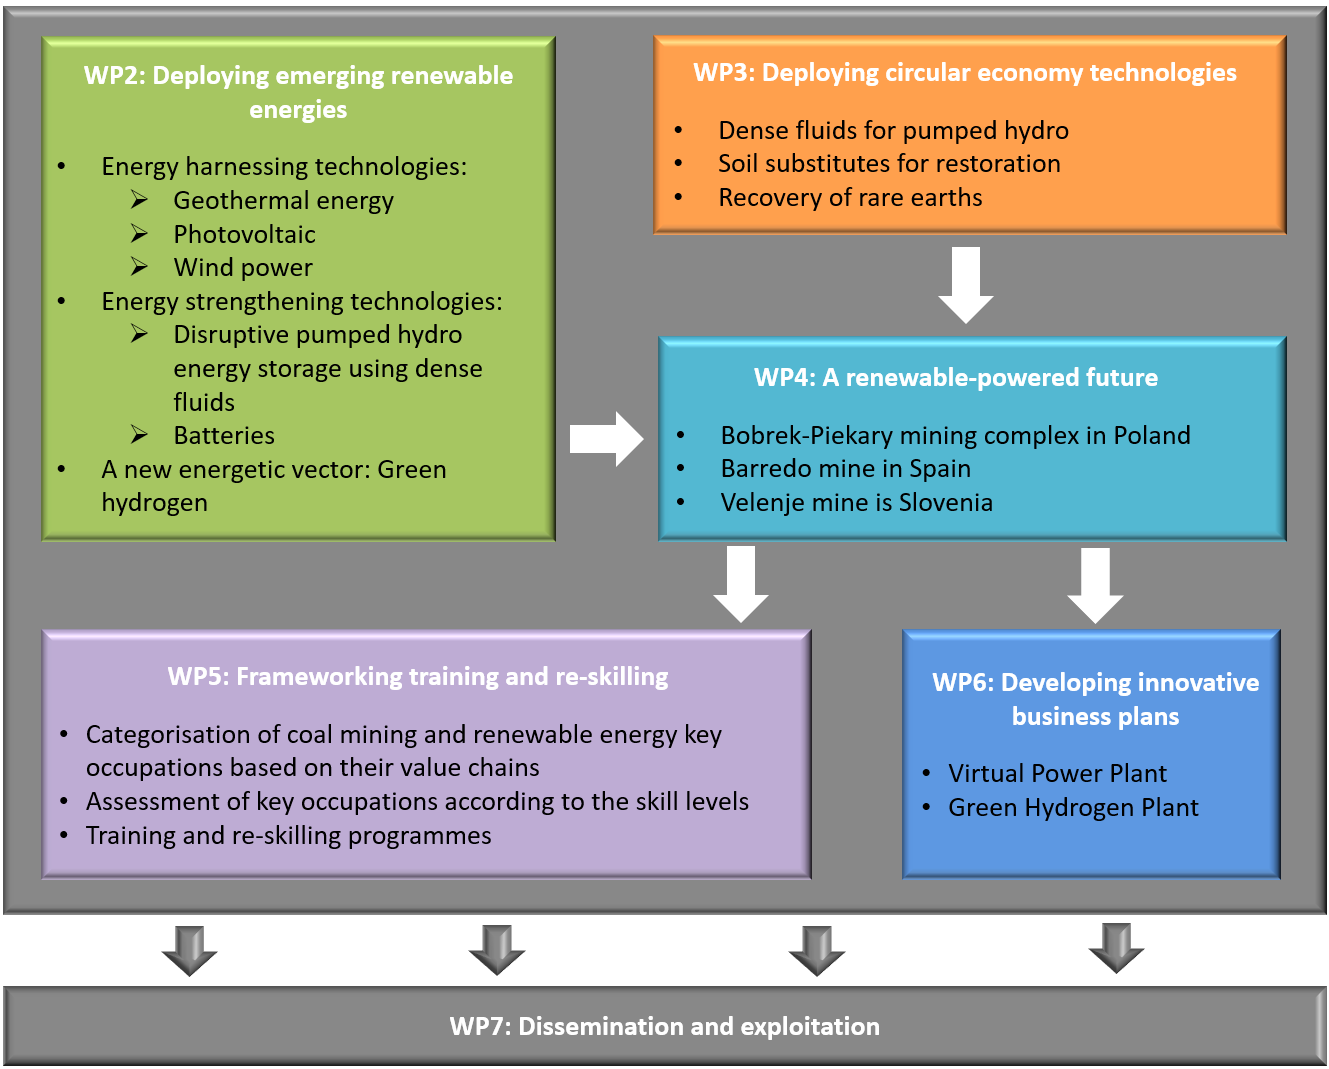 WP2: Deploying emerging renewable
energies
• Energy harnessing technologies:
➢ Geothermal energy
➢ Photovoltaic
➢ Wind power
• Energy strengthening technologies:
➢ Disruptive pumped hydro
energy storage using dense
fluids
➢ Batteries
• A new energetic vector: Green
hydrogen
WP3: Deploying circular economy technologies
• Dense fluids for pumped hydro
• Soil substitutes for restoration
• Recovery of rare earths
WP4: A renewable-powered future
• Bobrek-Piekary mining complex in Poland
• Barredo mine in Spain
• Velenje mine is Slovenia
WP5: Frameworking training and re-skilling
• Categorisation of coal mining and renewable energy key
occupations based on their value chains
• Assessment of key occupations according to the skill levels
• Training and re-skilling programmes
WP6: Developing innovative
business plans
• Virtual Power Plant
• Green Hydrogen Plant
WP7: Dissemination and exploitation